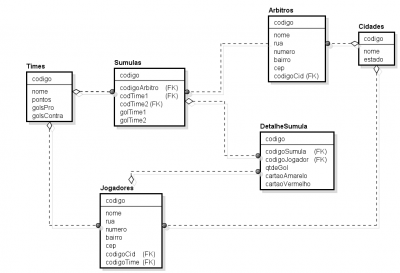 Arbitros
codigo
nome
rua
numero
bairro
cep
codigoCid (FK)
Cidades
codigo
nome
estado
Times
codigo
nome
pontos
golsPro
golsContra
Sumulas
codigo
codigoArbitro (FK)
codTime1 (FK)
codTime2 (FK)
golTime1
golTime2
DetalheSumula
codigo
codigoSumula (FK)
codigoJogador (FK)
qtdeGol
cartaoAmarelo
cartaoVermelho
Jogadores
codigo
nome
rua
numero
bairro
cep
codigoCid (FK)
codigoTime (FK)